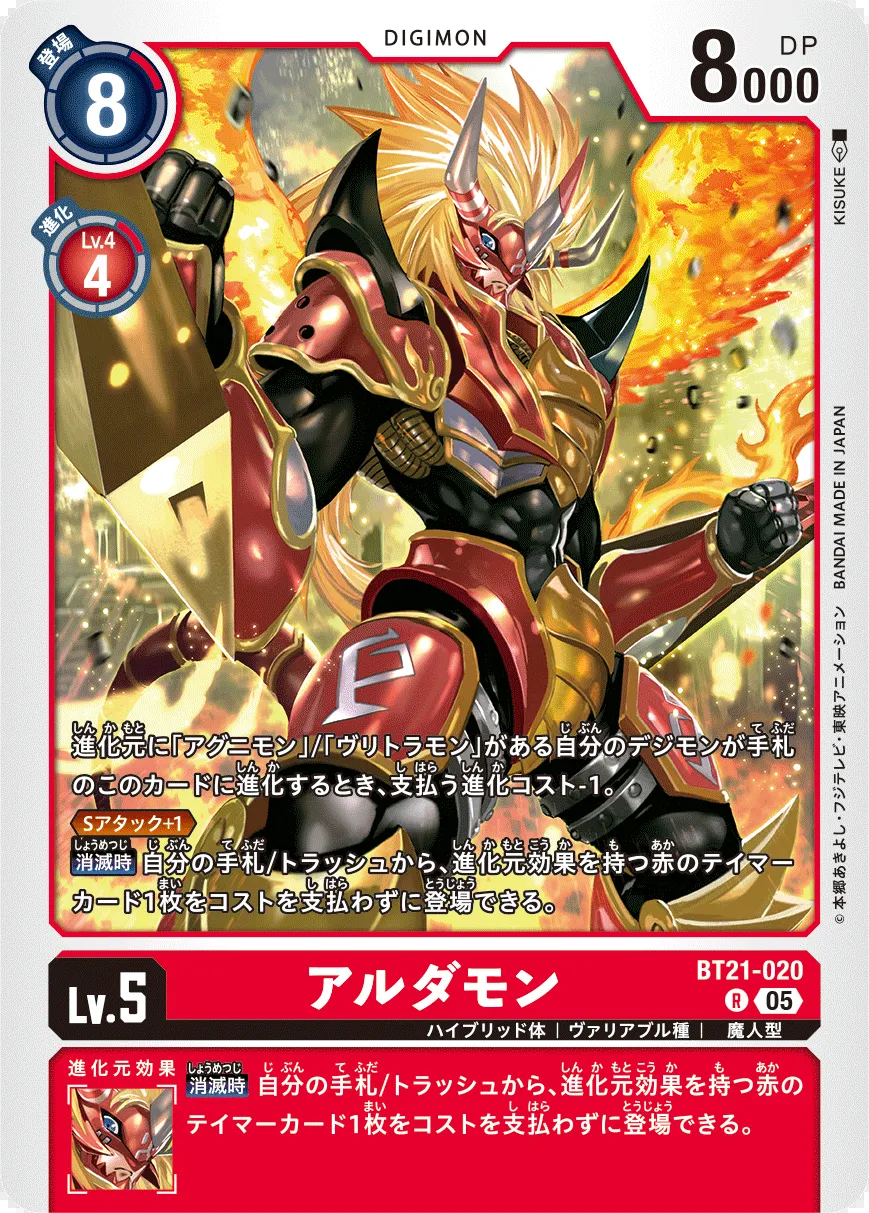 DIGIMON
登場
8
8000
DP
進化
Lv.4
4
KISUKE
©本郷あきよし・フジテレビ・東映アニメーション BANDAI MADE IN JAPAN
進化元に「アグニモン」/「ヴリトラモン」がある自分のデジモンが手札
のこのカードに進化するとき、支払う進化コスト-1。
Sアタック+1
消滅時 自分の手札/トラッシュから、進化元効果を持つ赤のテイマー
カード1枚をコストを支払わずに登場できる。
Lv.5
アルダモン
BT21-020
R 05
ハイブリッド体 | ヴァリアブル種 | 魔人型
進化元効果
消滅時 自分の手札/トラッシュから、進化元効果を持つ赤の
テイマーカード1枚をコストを支払わずに登場できる。